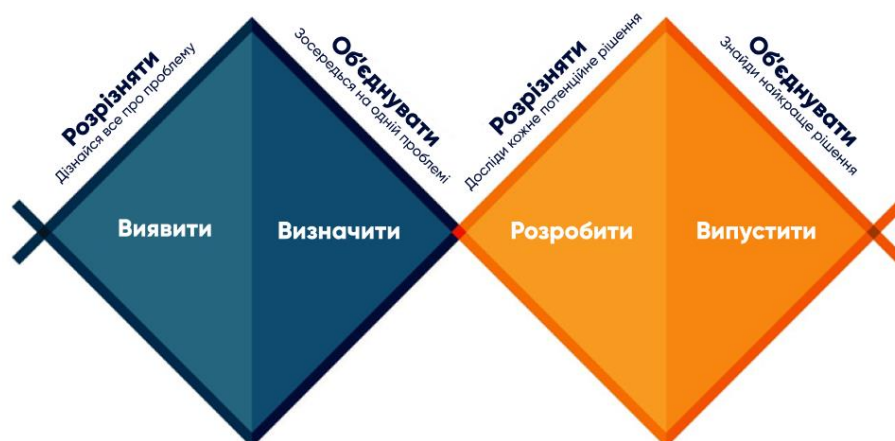 Розрізняти
Дізнайся все про проблему
Об'єднувати
Зосередься на одній проблемі
Розрізняти
Досліди кожне потенційне рішення
Об'єднувати
Знайди найкраще рішення
Виявити
Визначити
Розробити
Випустити